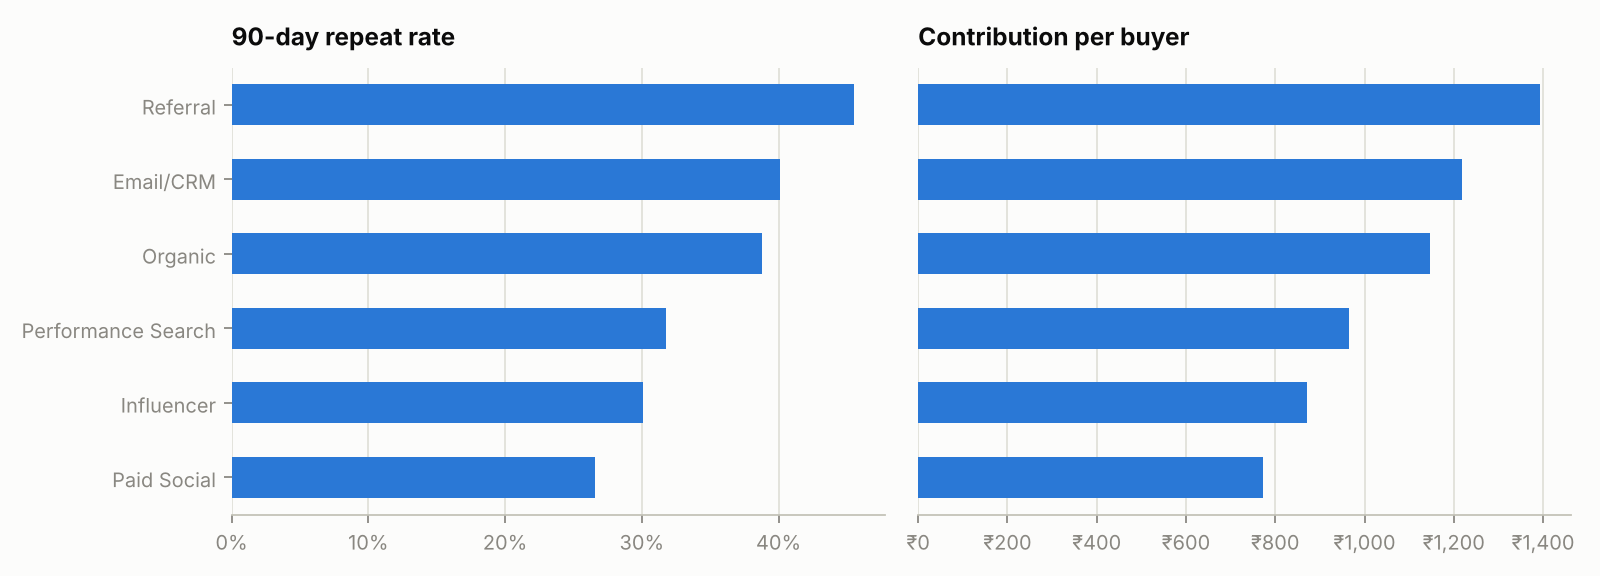 90-day repeat rate
Contribution per buyer
Referral
Email/CRM
Organic
Performance Search
Influencer
Paid Social
0% 10% 20% 30% 40%
₹0 ₹200 ₹400 ₹600 ₹800 ₹1,000 ₹1,200 ₹1,400